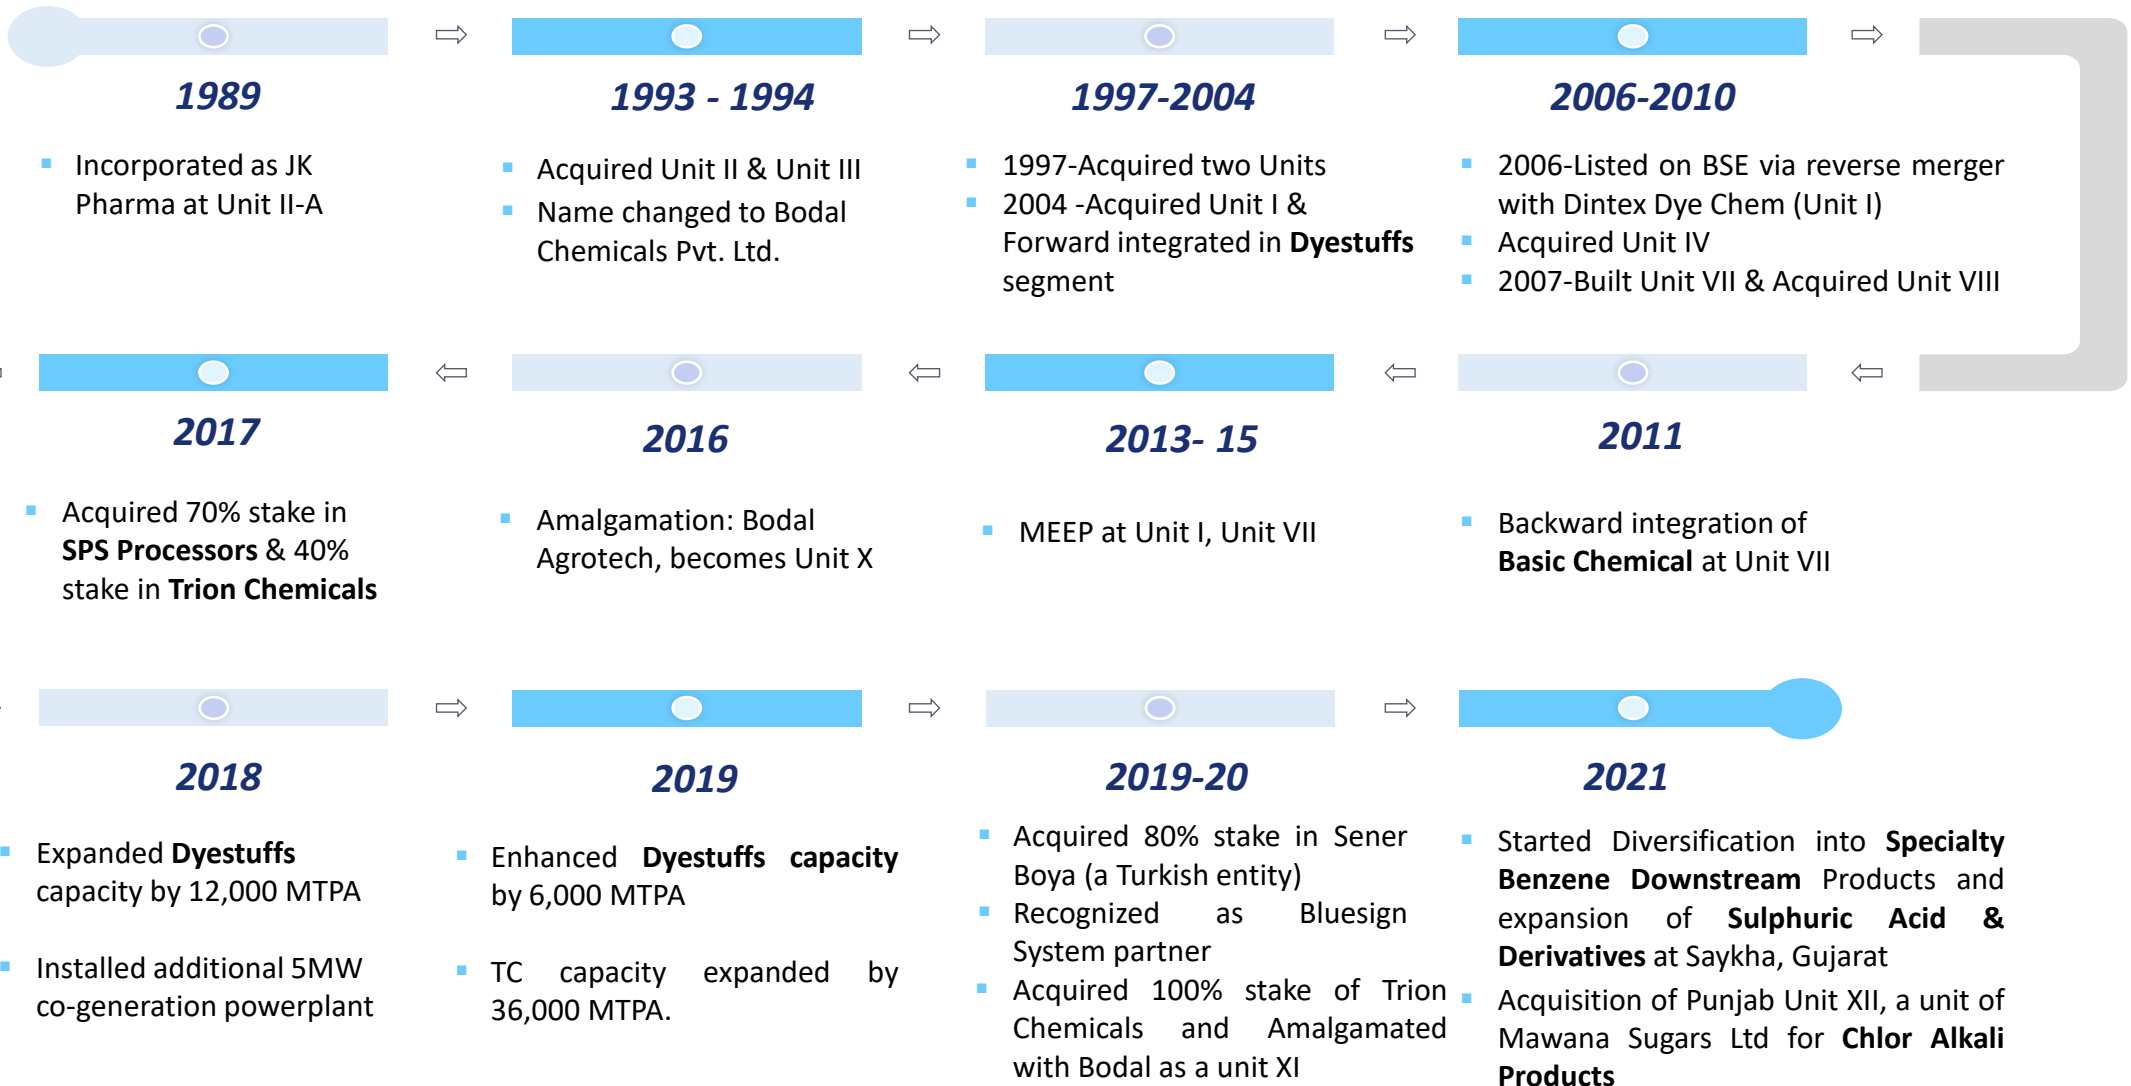 1989
Incorporated as JK
Pharma at Unit II-A
1993 - 1994
Acquired Unit II & Unit III
Name changed to Bodal
Chemicals Pvt. Ltd.
1997-2004
1997-Acquired two Units
2004 -Acquired Unit I &
Forward integrated in Dyestuffs
segment
2006-2010
2006-Listed on BSE via reverse merger
with Dintex Dye Chem (Unit I)
Acquired Unit IV
2007-Built Unit VII & Acquired Unit VIII
2011
Backward integration of
Basic Chemical at Unit VII
2013- 15
MEEP at Unit I, Unit VII
2016
Amalgamation: Bodal
Agrotech, becomes Unit X
2017
Acquired 70% stake in
SPS Processors & 40%
stake in Trion Chemicals
2018
Expanded Dyestuffs
capacity by 12,000 MTPA
Installed additional 5MW
co-generation powerplant
2019
Enhanced Dyestuffs capacity
by 6,000 MTPA
TC capacity expanded by
36,000 MTPA.
2019-20
Acquired 80% stake in Sener
Boya (a Turkish entity)
Recognized as Bluesign
System partner
Acquired 100% stake of Trion
Chemicals and Amalgamated
with Bodal as a unit XI
2021
Started Diversification into Specialty
Benzene Downstream Products and
expansion of Sulphuric Acid &
Derivatives at Saykha, Gujarat
Acquisition of Punjab Unit XII, a unit of
Mawana Sugars Ltd for Chlor Alkali
Products